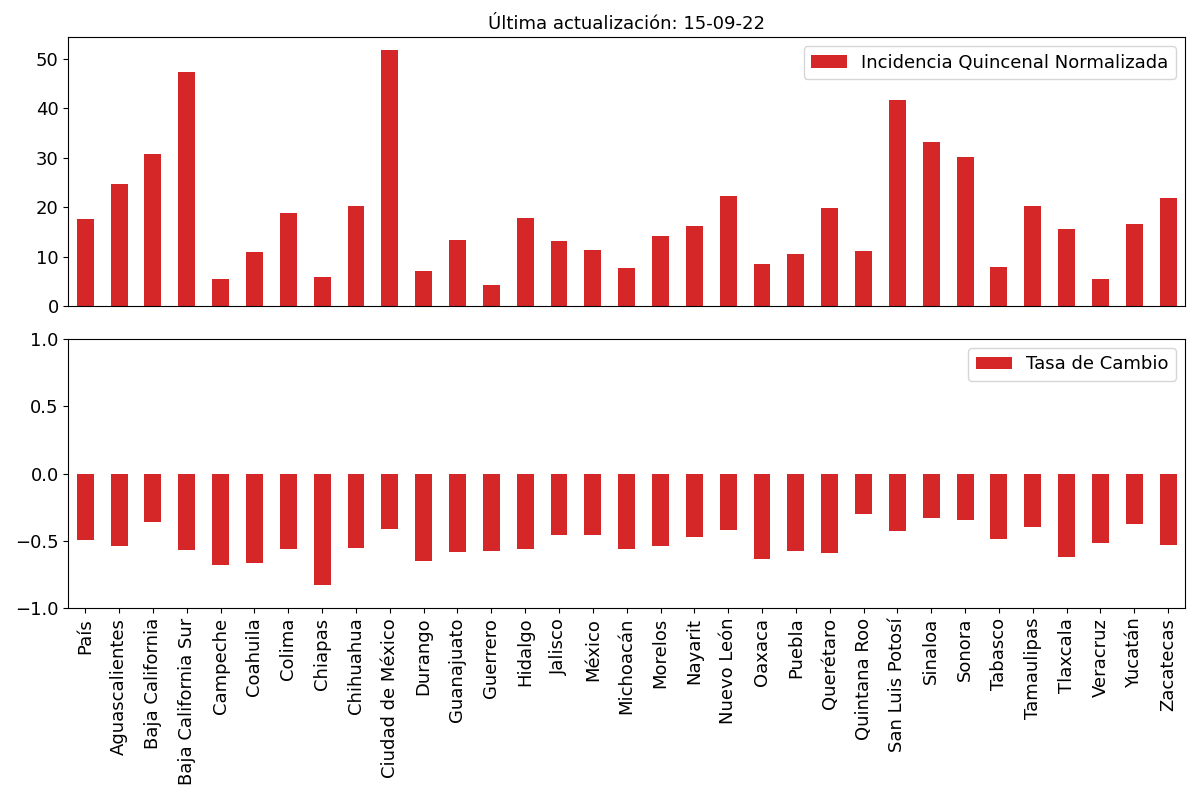 Última actualización: 15-09-22
Incidencia Quincenal Normalizada
50
40
30
20
10
0
Tasa de Cambio
1.0
0.5
0.0
−0.5
−1.0
País
Aguascalientes
Baja California
Baja California Sur
Campeche
Coahuila
Colima
Chiapas
Chihuahua
Ciudad de México
Durango
Guanajuato
Guerrero
Hidalgo
Jalisco
México
Michoacán
Morelos
Nayarit
Nuevo León
Oaxaca
Puebla
Querétaro
Quintana Roo
San Luis Potosí
Sinaloa
Sonora
Tabasco
Tamaulipas
Tlaxcala
Veracruz
Yucatán
Zacatecas